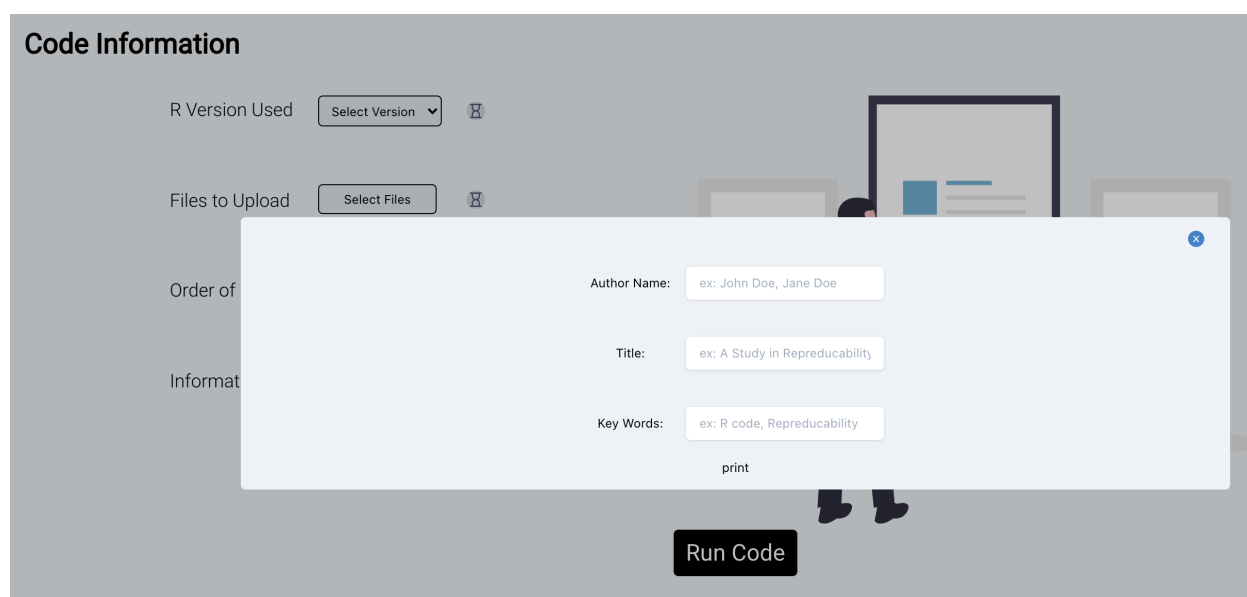 Code Information
R Version Used
Select Version
Files to Upload
Select Files
x
Author Name:
ex: John Doe, Jane Doe
Order of
Title:
ex: A Study in Repreducability
Informat
Key Words:
ex: R code, Repreducability
print
Run Code